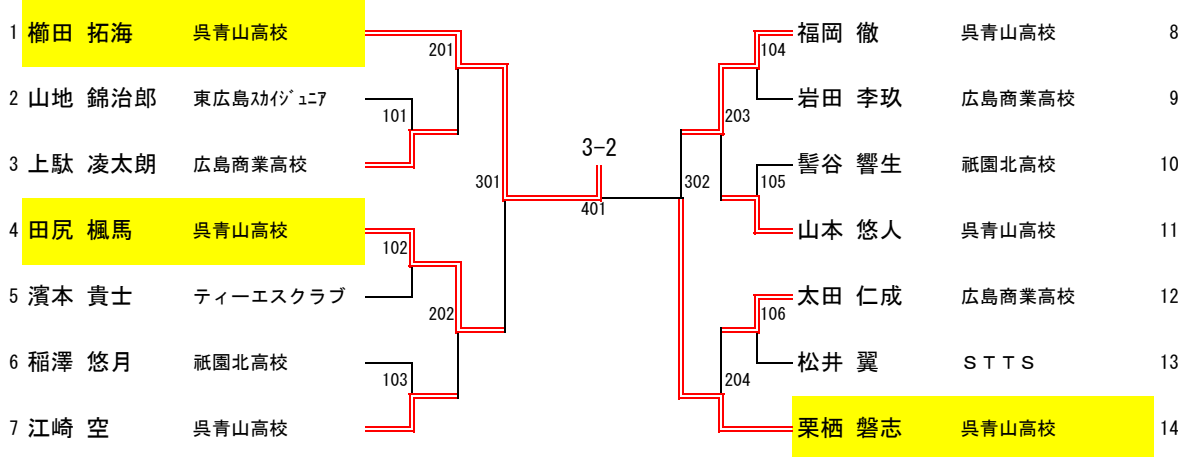 1 櫛田 拓海 呉青山高校
2 山地 錦治郎 東広島ｽｶｲｼﾞｭﾆｱ
3 上駄 凌太朗 広島商業高校
4 田尻 楓馬 呉青山高校
5 濱本 貴士 ティーエスクラブ
6 稲澤 悠月 祇園北高校
7 江崎 空 呉青山高校
201
101
301
102
202
103
3-2
401
福岡 徹 呉青山高校 8
岩田 李玖 広島商業高校 9
髻谷 響生 祇園北高校 10
山本 悠人 呉青山高校 11
太田 仁成 広島商業高校 12
松井 翼 ＳＴＴＳ 13
栗栖 磐志 呉青山高校 14
104
203
302
105
106
204